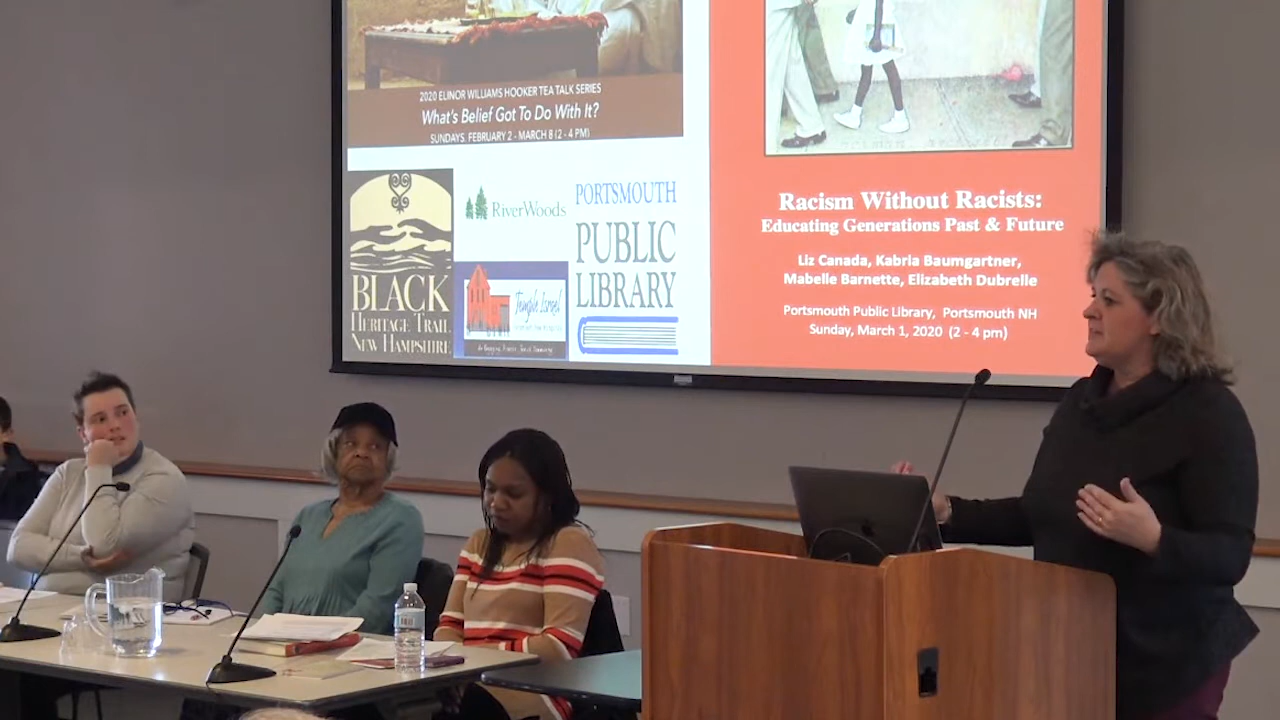 2020 ELINOR WILLIAMS HOOKER TEA TALK SERIES
What's Belief Got To Do With It?
SUNDAYS, FEBRUARY 2 - MARCH 8 (2 - 4 PM)
BLACK
HERITAGE TRAIL
NEW HAMPSHIRE
RiverWoods
Temple Israel
PORTSMOUTH
PUBLIC
LIBRARY
Racism Without Racists:
Educating Generations Past & Future
Liz Canada, Kabria Baumgartner,
Mabelle Barnette, Elizabeth Dubrelle
Portsmouth Public Library, Portsmouth NH
Sunday, March 1, 2020 (2 - 4 pm)